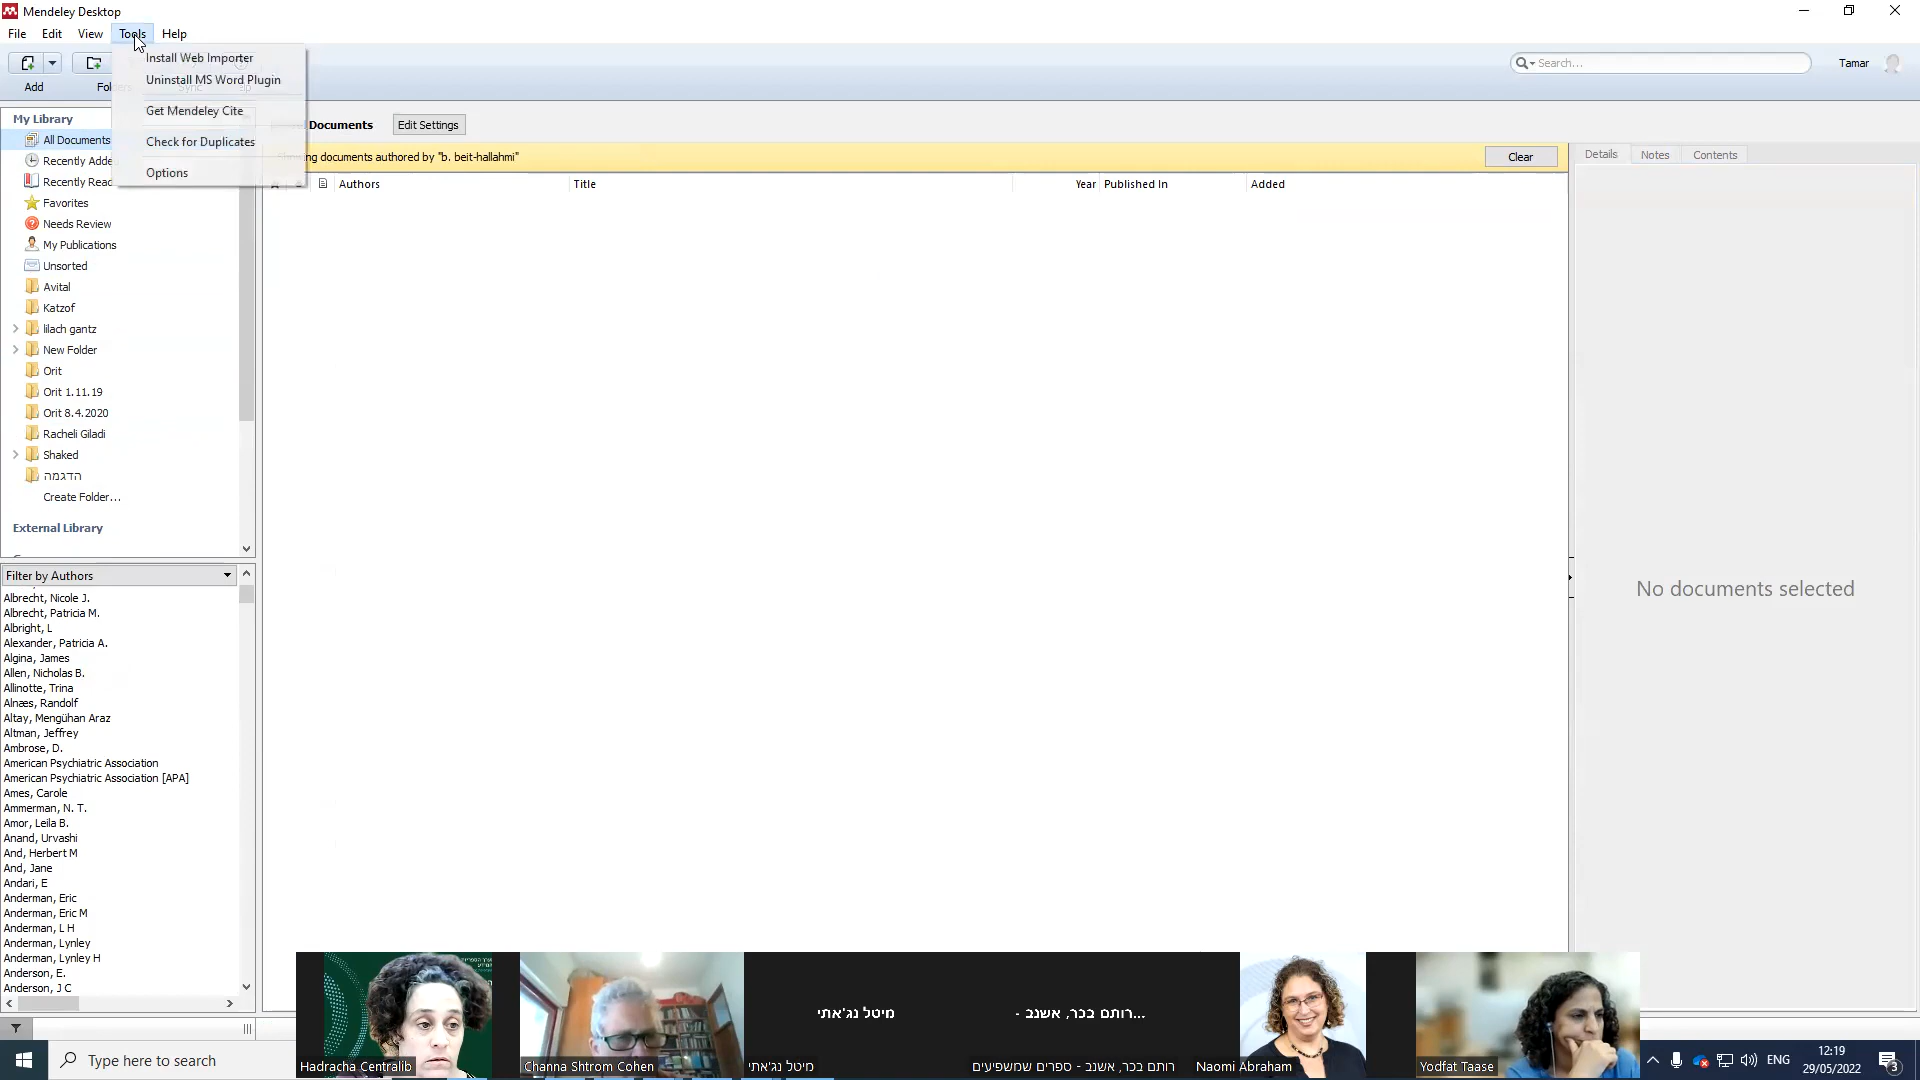 Mendeley Desktop
File Edit View Tools Help
Install Web Importer
Uninstall MS Word Plugin
Get Mendeley Cite
Check for Duplicates
Options
Add
Search...
Tamar
My Library
All Documents
Recently Adde
Recently Read
Favorites
Needs Review
My Publications
Unsorted
Avital
Katzof
lilach gantz
New Folder
Orit
Orit 1.11.19
Orit 8.4.2020
Racheli Giladi
Shaked
הדגמה
Create Folder...
External Library
Documents Edit Settings
documents authored by "b. beit-hallahmi" Clear
Authors Title Year Published In Added
Details Notes Contents
No documents selected
Filter by Authors
Albrecht, Nicole J.
Albrecht, Patricia M.
Albright, L
Alexander, Patricia A.
Algina, James
Allen, Nicholas B.
Allinotte, Trina
Alnæs, Randolf
Altay, Mengühan Araz
Altman, Jeffrey
Ambrose, D.
American Psychiatric Association
American Psychiatric Association [APA]
Ames, Carole
Ammerman, N. T.
Amor, Leila B.
Anand, Urvashi
And, Herbert M
And, Jane
Andari, E
Anderman, Eric
Anderman, Eric M
Anderman, L H
Anderman, Lynley
Anderman, Lynley H
Anderson, E.
Anderson, J C
מיטל נג'אתי
רותם בכר, אשנב -...
Hadracha Centralib
Channa Shtrom Cohen
מיטל נג'אתי
רותם בכר, אשנב - ספרים שמשפיעים
Naomi Abraham
Yodfat Taase
Type here to search
ENG
12:19
29/05/2022
3